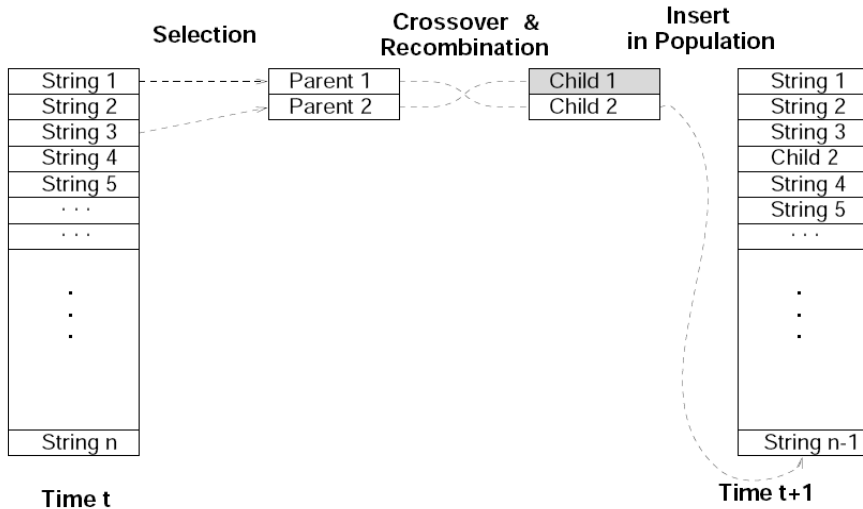 Selection
Crossover & 
Recombination
Insert
in Population
String 1
String 2
String 3
String 4
String 5
. . .
. . .
.
.
.
String n
Time t
Parent 1
Parent 2
Child 1
Child 2
String 1
String 2
String 3
Child 2
String 4
String 5
. . .
.
.
.
String n-1
Time t+1